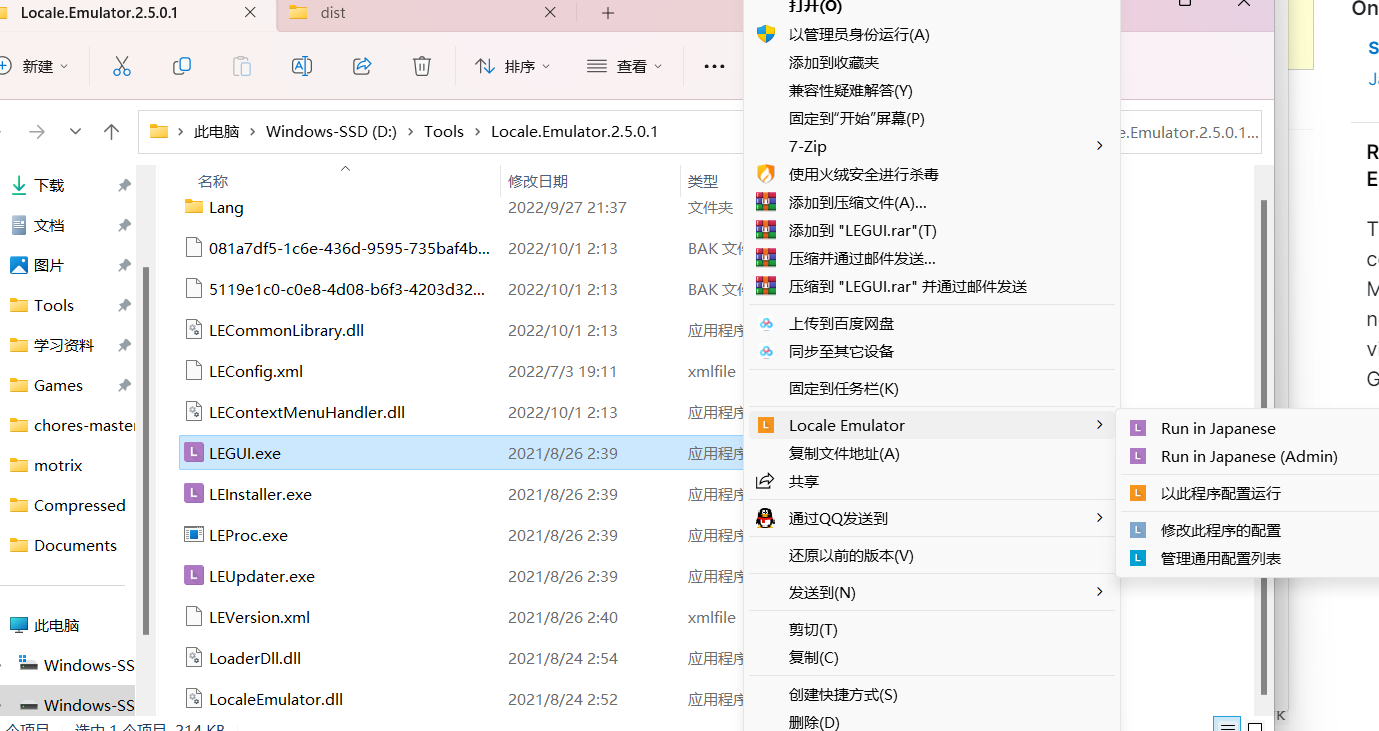 Locale.Emulator.2.5.0.1
dist
新建
排序
查看
此电脑
Windows-SSD (D:)
Tools
Locale.Emulator.2.5.0.1
e.Emulator.2.5.0.1...
下载
文档
图片
Tools
学习资料
Games
chores-master
motrix
Compressed
Documents
此电脑
Windows-SS
Windows-SS
名称 修改日期 类型
Lang 2022/9/27 21:37 文件夹
081a7df5-1c6e-436d-9595-735baf4b... 2022/10/1 2:13 BAK 文件
5119e1c0-c0e8-4d08-b6f3-4203d32... 2022/10/1 2:13 BAK 文件
LECommonLibrary.dll 2022/10/1 2:13 应用程序
LEConfig.xml 2022/7/3 19:11 xmlfile
LEContextMenuHandler.dll 2022/10/1 2:13 应用程序
LEGUI.exe 2021/8/26 2:39 应用程序
LEInstaller.exe 2021/8/26 2:39 应用程序
LEProc.exe 2021/8/26 2:39 应用程序
LEUpdater.exe 2021/8/26 2:39 应用程序
LEVersion.xml 2021/8/26 2:40 xmlfile
LoaderDll.dll 2021/8/24 2:54 应用程序
LocaleEmulator.dll 2021/8/24 2:52 应用程序
个项目 选中 1 个项目 214 KB
打开(O)
以管理员身份运行(A)
添加到收藏夹
兼容性疑难解答(Y)
固定到“开始”屏幕(P)
7-Zip
使用火绒安全进行杀毒
添加到压缩文件(A)...
添加到 "LEGUI.rar"(T)
压缩并通过邮件发送...
压缩到 "LEGUI.rar" 并通过邮件发送
上传到百度网盘
同步至其它设备
固定到任务栏(K)
Locale Emulator
复制文件地址(A)
共享
通过QQ发送到
还原以前的版本(V)
发送到(N)
剪切(T)
复制(C)
创建快捷方式(S)
删除(D)
Run in Japanese
Run in Japanese (Admin)
以此程序配置运行
修改此程序的配置
管理通用配置列表
On
S
R
E
T
M
n
vi
G
K